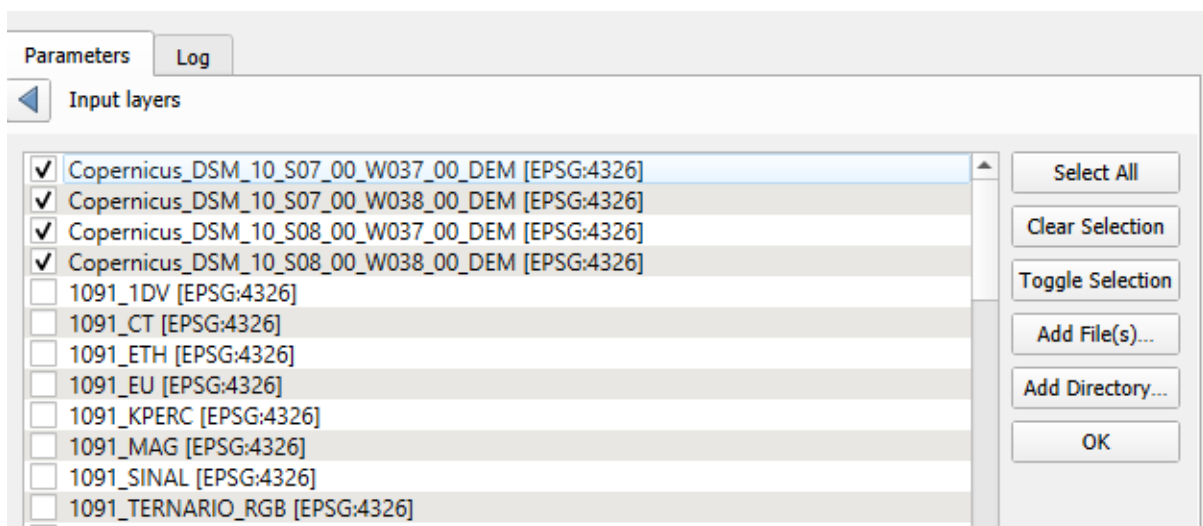 Parameters
Log
Input layers
Copernicus_DSM_10_S07_00_W037_00_DEM [EPSG:4326]
Copernicus_DSM_10_S07_00_W038_00_DEM [EPSG:4326]
Copernicus_DSM_10_S08_00_W037_00_DEM [EPSG:4326]
Copernicus_DSM_10_S08_00_W038_00_DEM [EPSG:4326]
1091_1DV [EPSG:4326]
1091_CT [EPSG:4326]
1091_ETH [EPSG:4326]
1091_EU [EPSG:4326]
1091_KPERC [EPSG:4326]
1091_MAG [EPSG:4326]
1091_SINAL [EPSG:4326]
1091_TERNARIO_RGB [EPSG:4326]
Select All
Clear Selection
Toggle Selection
Add File(s)...
Add Directory...
OK